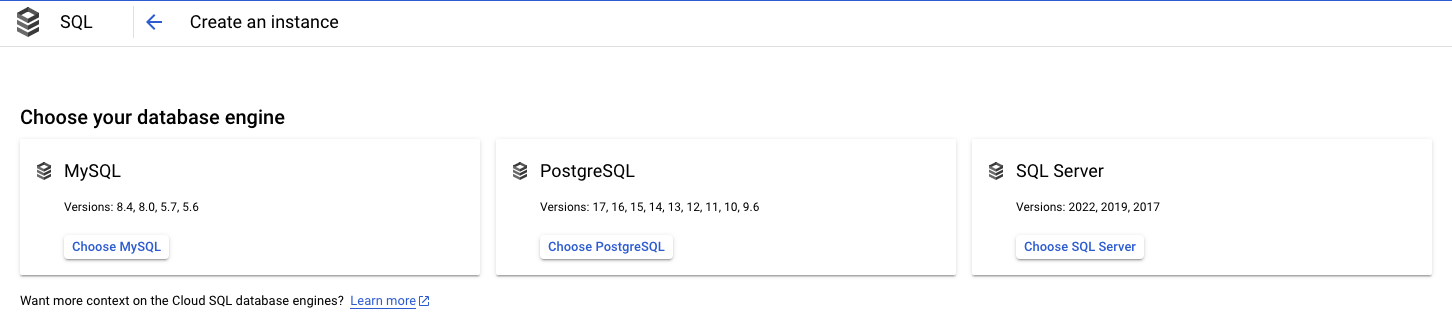 SQL
Create an instance
Choose your database engine
MySQL
Versions: 8.4, 8.0, 5.7, 5.6
Choose MySQL
PostgreSQL
Versions: 17, 16, 15, 14, 13, 12, 11, 10, 9.6
Choose PostgreSQL
SQL Server
Versions: 2022, 2019, 2017
Choose SQL Server
Want more context on the Cloud SQL database engines? Learn more